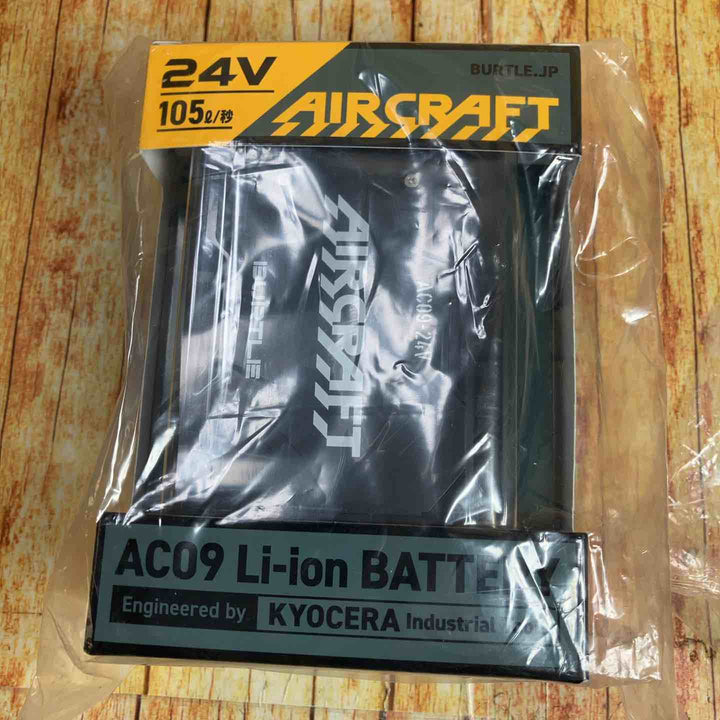 24V
105ℓ/秒
BURTLE.JP
AIRCRAFT
AIRCRAFT
BURTLE
AC09-24V
AC09 Li-ion BATTERY
Engineered by KYOCERA Industrial